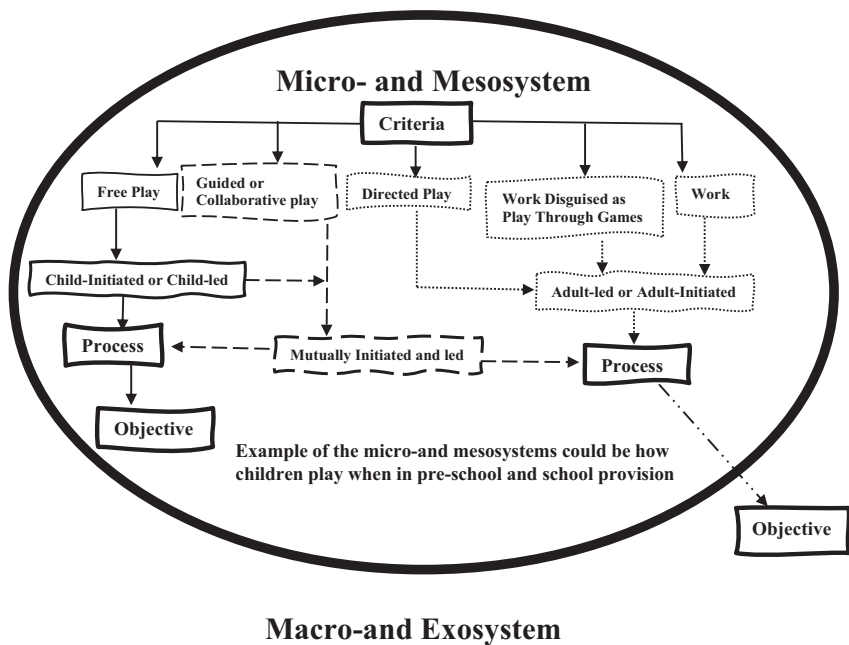 Micro- and Mesosystem
Criteria
Free Play
Guided or
Collaborative play
Directed Play
Work Disguised as
Play Through Games
Work
Child-Initiated or Child-led
Adult-led or Adult-Initiated
Process
Mutually Initiated and led
Process
Objective
Example of the micro-and mesosystems could be how
children play when in pre-school and school provision
Objective
Macro-and Exosystem